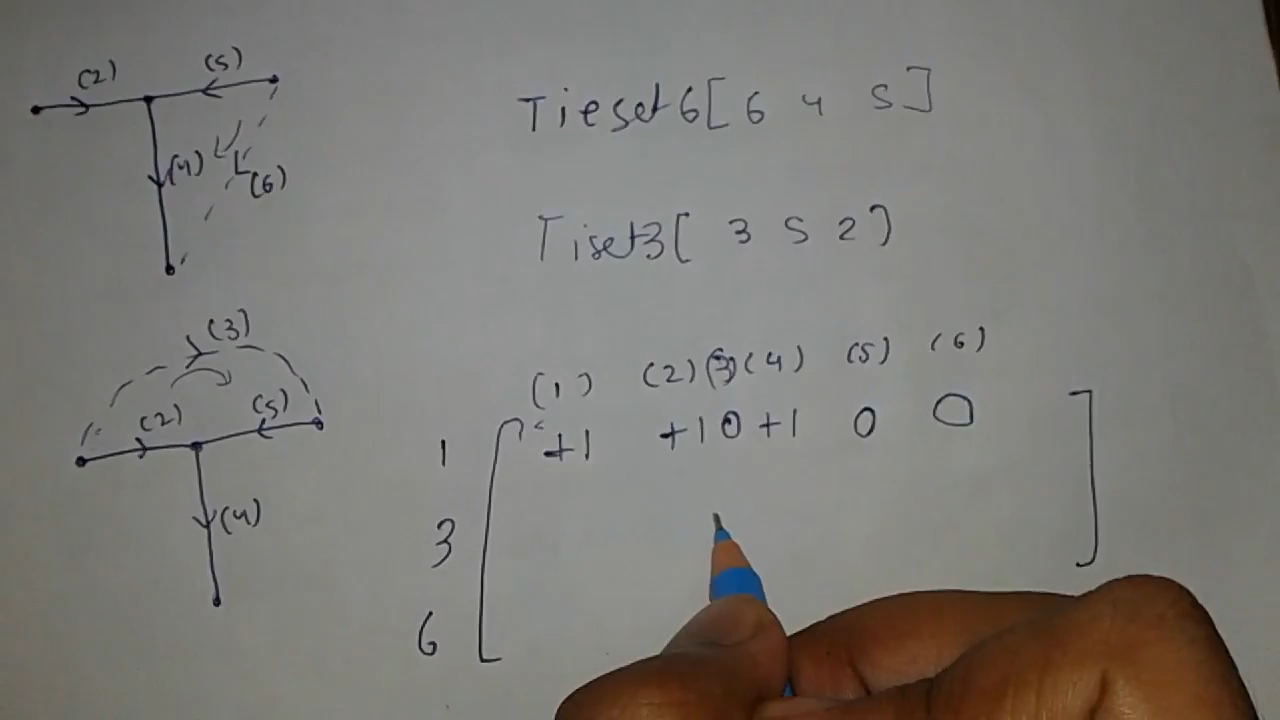 (2) (5)
(4) (6)
Tieset6[ 6 4 5 ]
Tiset3[ 3 5 2 ]
(3)
(2) (5)
(4)
(1) (2) (3) (4) (5) (6)
1 +1 +1 0 +1 0 0
3
6